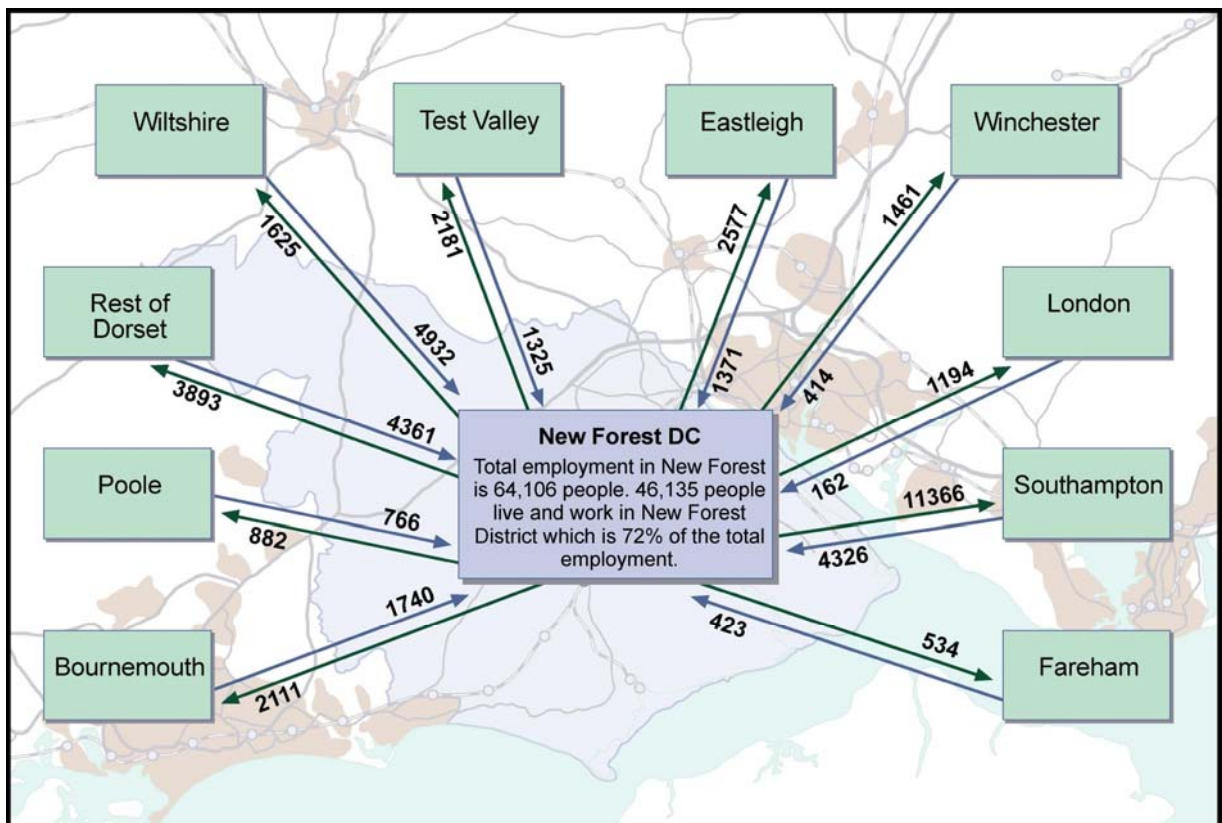 Wiltshire
Test Valley
Eastleigh
Winchester
1625
4932
2181
1325
2577
1371
1461
414
Rest of
Dorset
London
3893
4361
1194
162
New Forest DC
Total employment in New Forest
is 64,106 people. 46,135 people
live and work in New Forest
District which is 72% of the total
employment.
Poole
Southampton
766
882
11366
4326
Bournemouth
Fareham
1740
2111
423
534